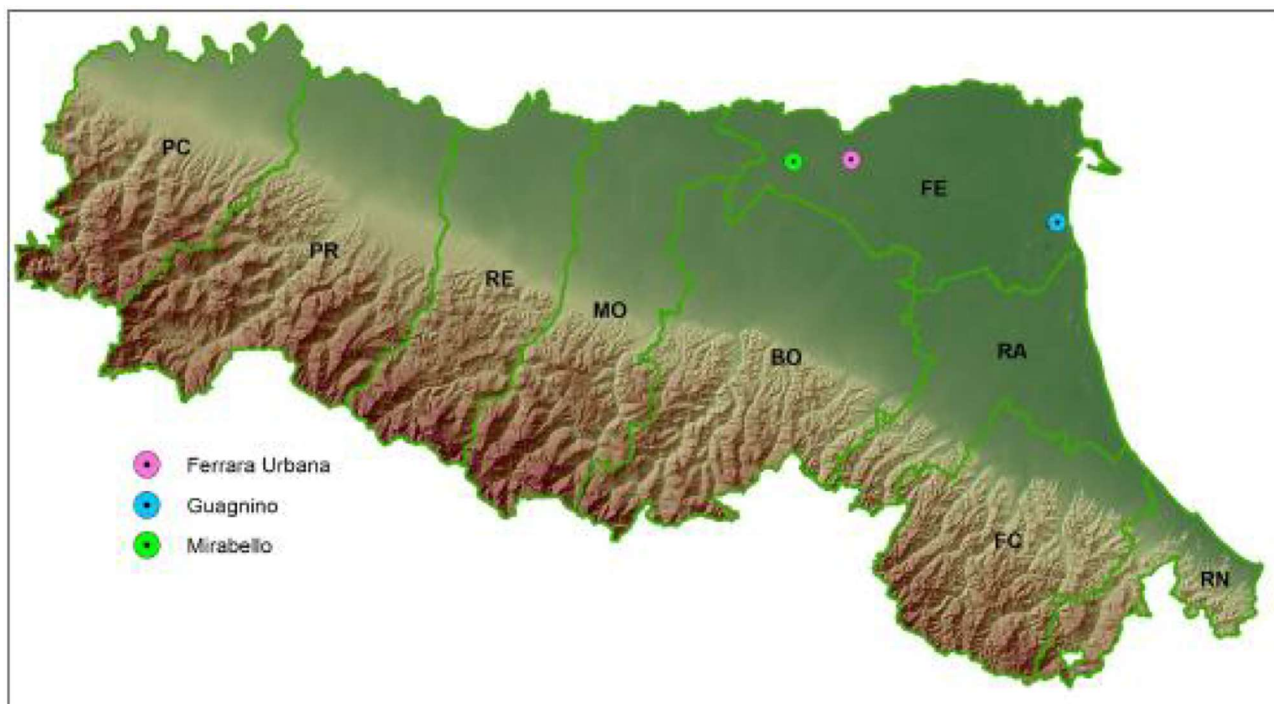 PC
FE
PR
RE
MO
BO
RA
Ferrara Urbana
Guagnino
Mirabello
FC
RN